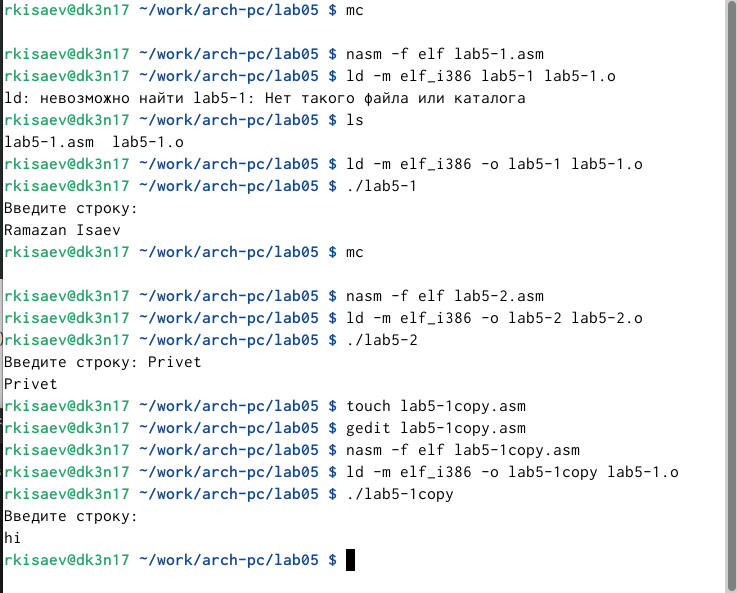 rkisaev@dk3n17 ~/work/arch-pc/lab05 $ mc
rkisaev@dk3n17 ~/work/arch-pc/lab05 $ nasm -f elf lab5-1.asm
rkisaev@dk3n17 ~/work/arch-pc/lab05 $ ld -m elf_i386 lab5-1 lab5-1.o
ld: невозможно найти lab5-1: Нет такого файла или каталога
rkisaev@dk3n17 ~/work/arch-pc/lab05 $ ls
lab5-1.asm  lab5-1.o
rkisaev@dk3n17 ~/work/arch-pc/lab05 $ ld -m elf_i386 -o lab5-1 lab5-1.o
rkisaev@dk3n17 ~/work/arch-pc/lab05 $ ./lab5-1
Введите строку:
Ramazan Isaev
rkisaev@dk3n17 ~/work/arch-pc/lab05 $ mc
rkisaev@dk3n17 ~/work/arch-pc/lab05 $ nasm -f elf lab5-2.asm
rkisaev@dk3n17 ~/work/arch-pc/lab05 $ ld -m elf_i386 -o lab5-2 lab5-2.o
rkisaev@dk3n17 ~/work/arch-pc/lab05 $ ./lab5-2
Введите строку: Privet
Privet
rkisaev@dk3n17 ~/work/arch-pc/lab05 $ touch lab5-1copy.asm
rkisaev@dk3n17 ~/work/arch-pc/lab05 $ gedit lab5-1copy.asm
rkisaev@dk3n17 ~/work/arch-pc/lab05 $ nasm -f elf lab5-1copy.asm
rkisaev@dk3n17 ~/work/arch-pc/lab05 $ ld -m elf_i386 -o lab5-1copy lab5-1.o
rkisaev@dk3n17 ~/work/arch-pc/lab05 $ ./lab5-1copy
Введите строку:
hi
rkisaev@dk3n17 ~/work/arch-pc/lab05 $